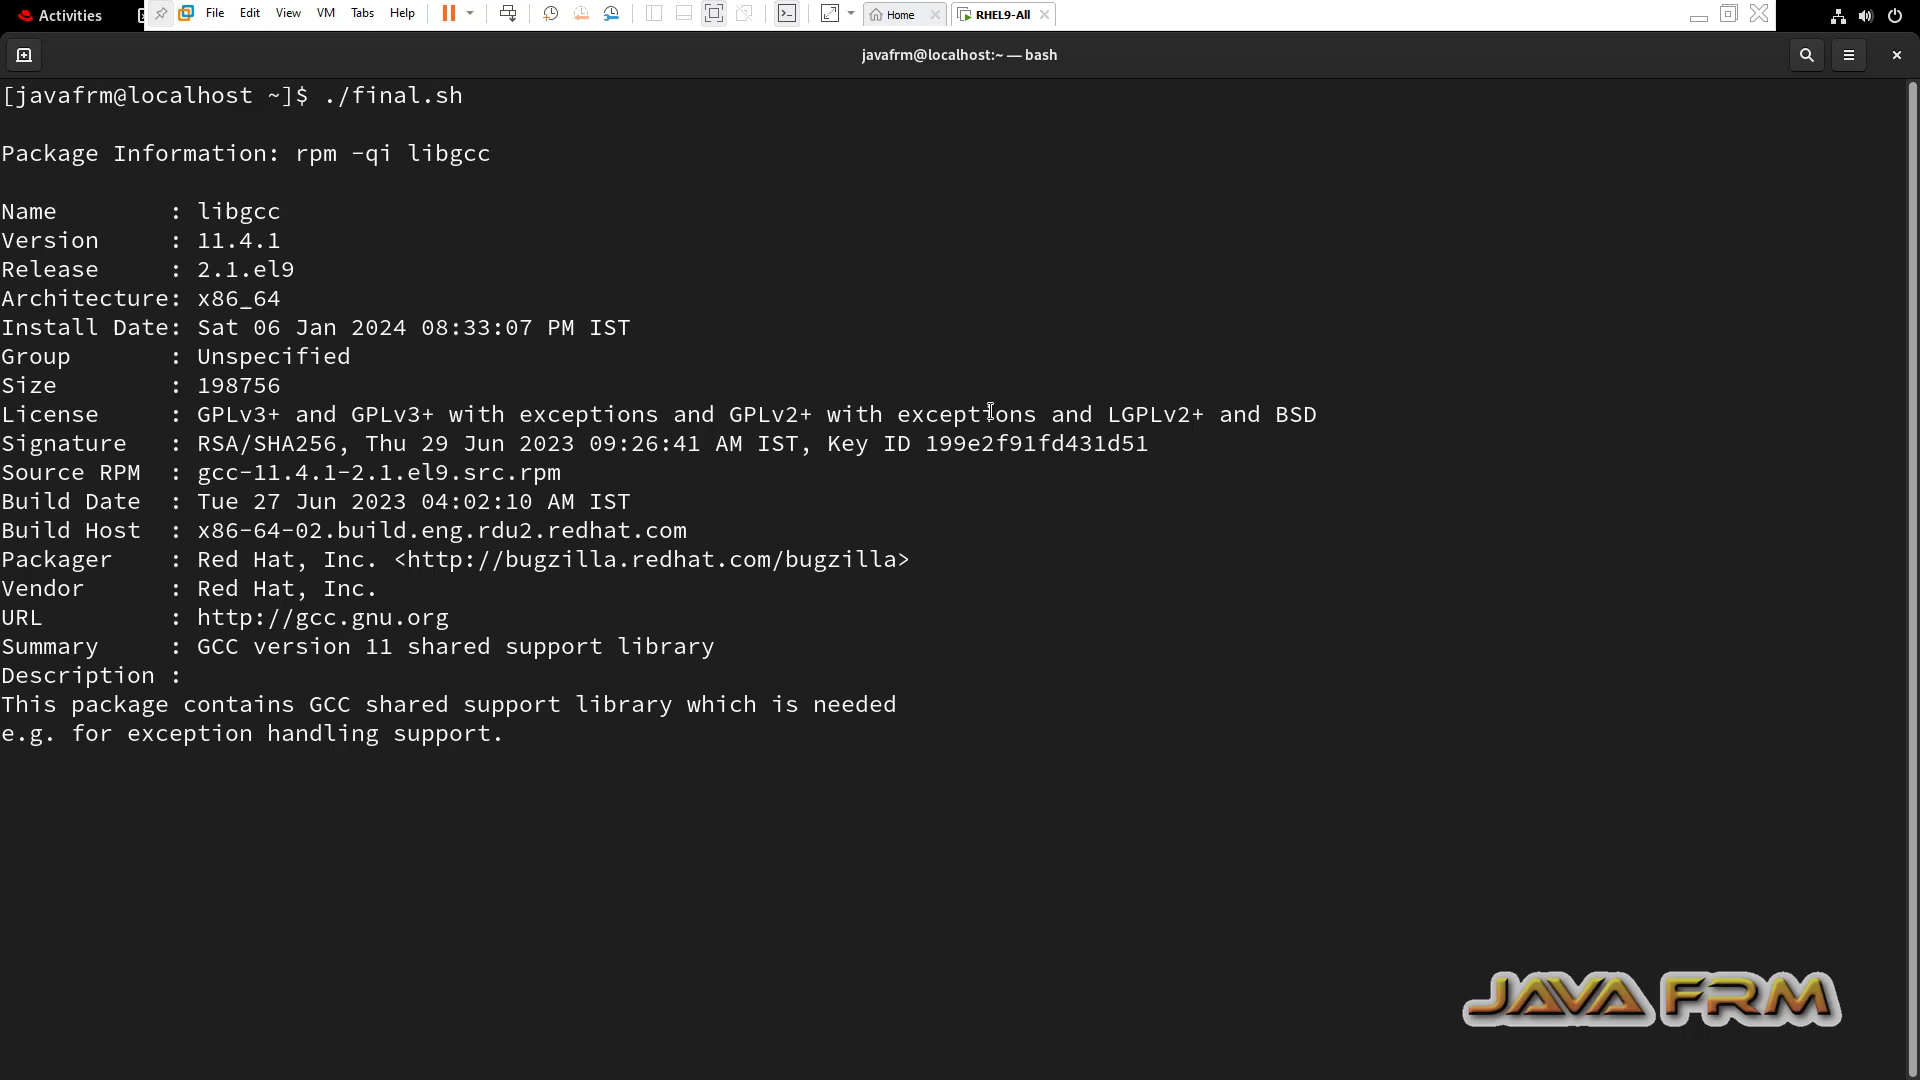 Activities
File Edit View VM Tabs Help Home RHEL9-All
javafrm@localhost:~ — bash
[javafrm@localhost ~]$ ./final.sh
Package Information: rpm -qi libgcc
Name : libgcc
Version : 11.4.1
Release : 2.1.el9
Architecture: x86_64
Install Date: Sat 06 Jan 2024 08:33:07 PM IST
Group : Unspecified
Size : 198756
License : GPLv3+ and GPLv3+ with exceptions and GPLv2+ with exceptions and LGPLv2+ and BSD
Signature : RSA/SHA256, Thu 29 Jun 2023 09:26:41 AM IST, Key ID 199e2f91fd431d51
Source RPM : gcc-11.4.1-2.1.el9.src.rpm
Build Date : Tue 27 Jun 2023 04:02:10 AM IST
Build Host : x86-64-02.build.eng.rdu2.redhat.com
Packager : Red Hat, Inc. <http://bugzilla.redhat.com/bugzilla>
Vendor : Red Hat, Inc.
URL : http://gcc.gnu.org
Summary : GCC version 11 shared support library
Description :
This package contains GCC shared support library which is needed
e.g. for exception handling support.
JAVA FRM